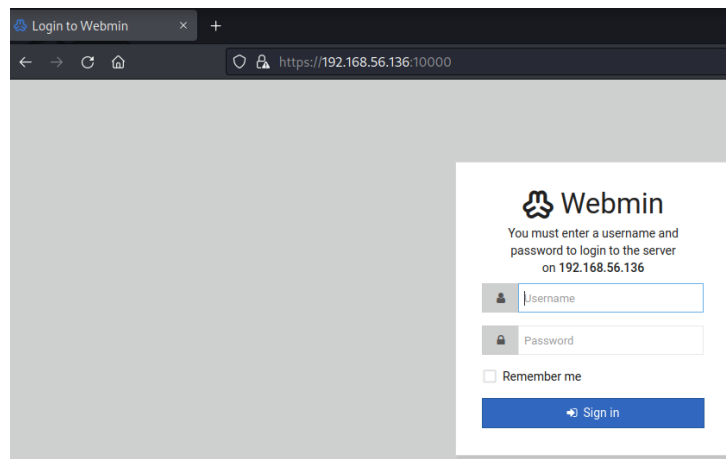 Login to Webmin
https://192.168.56.136:10000
Webmin
You must enter a username and
password to login to the server
on 192.168.56.136
Username
Password
Remember me
Sign in